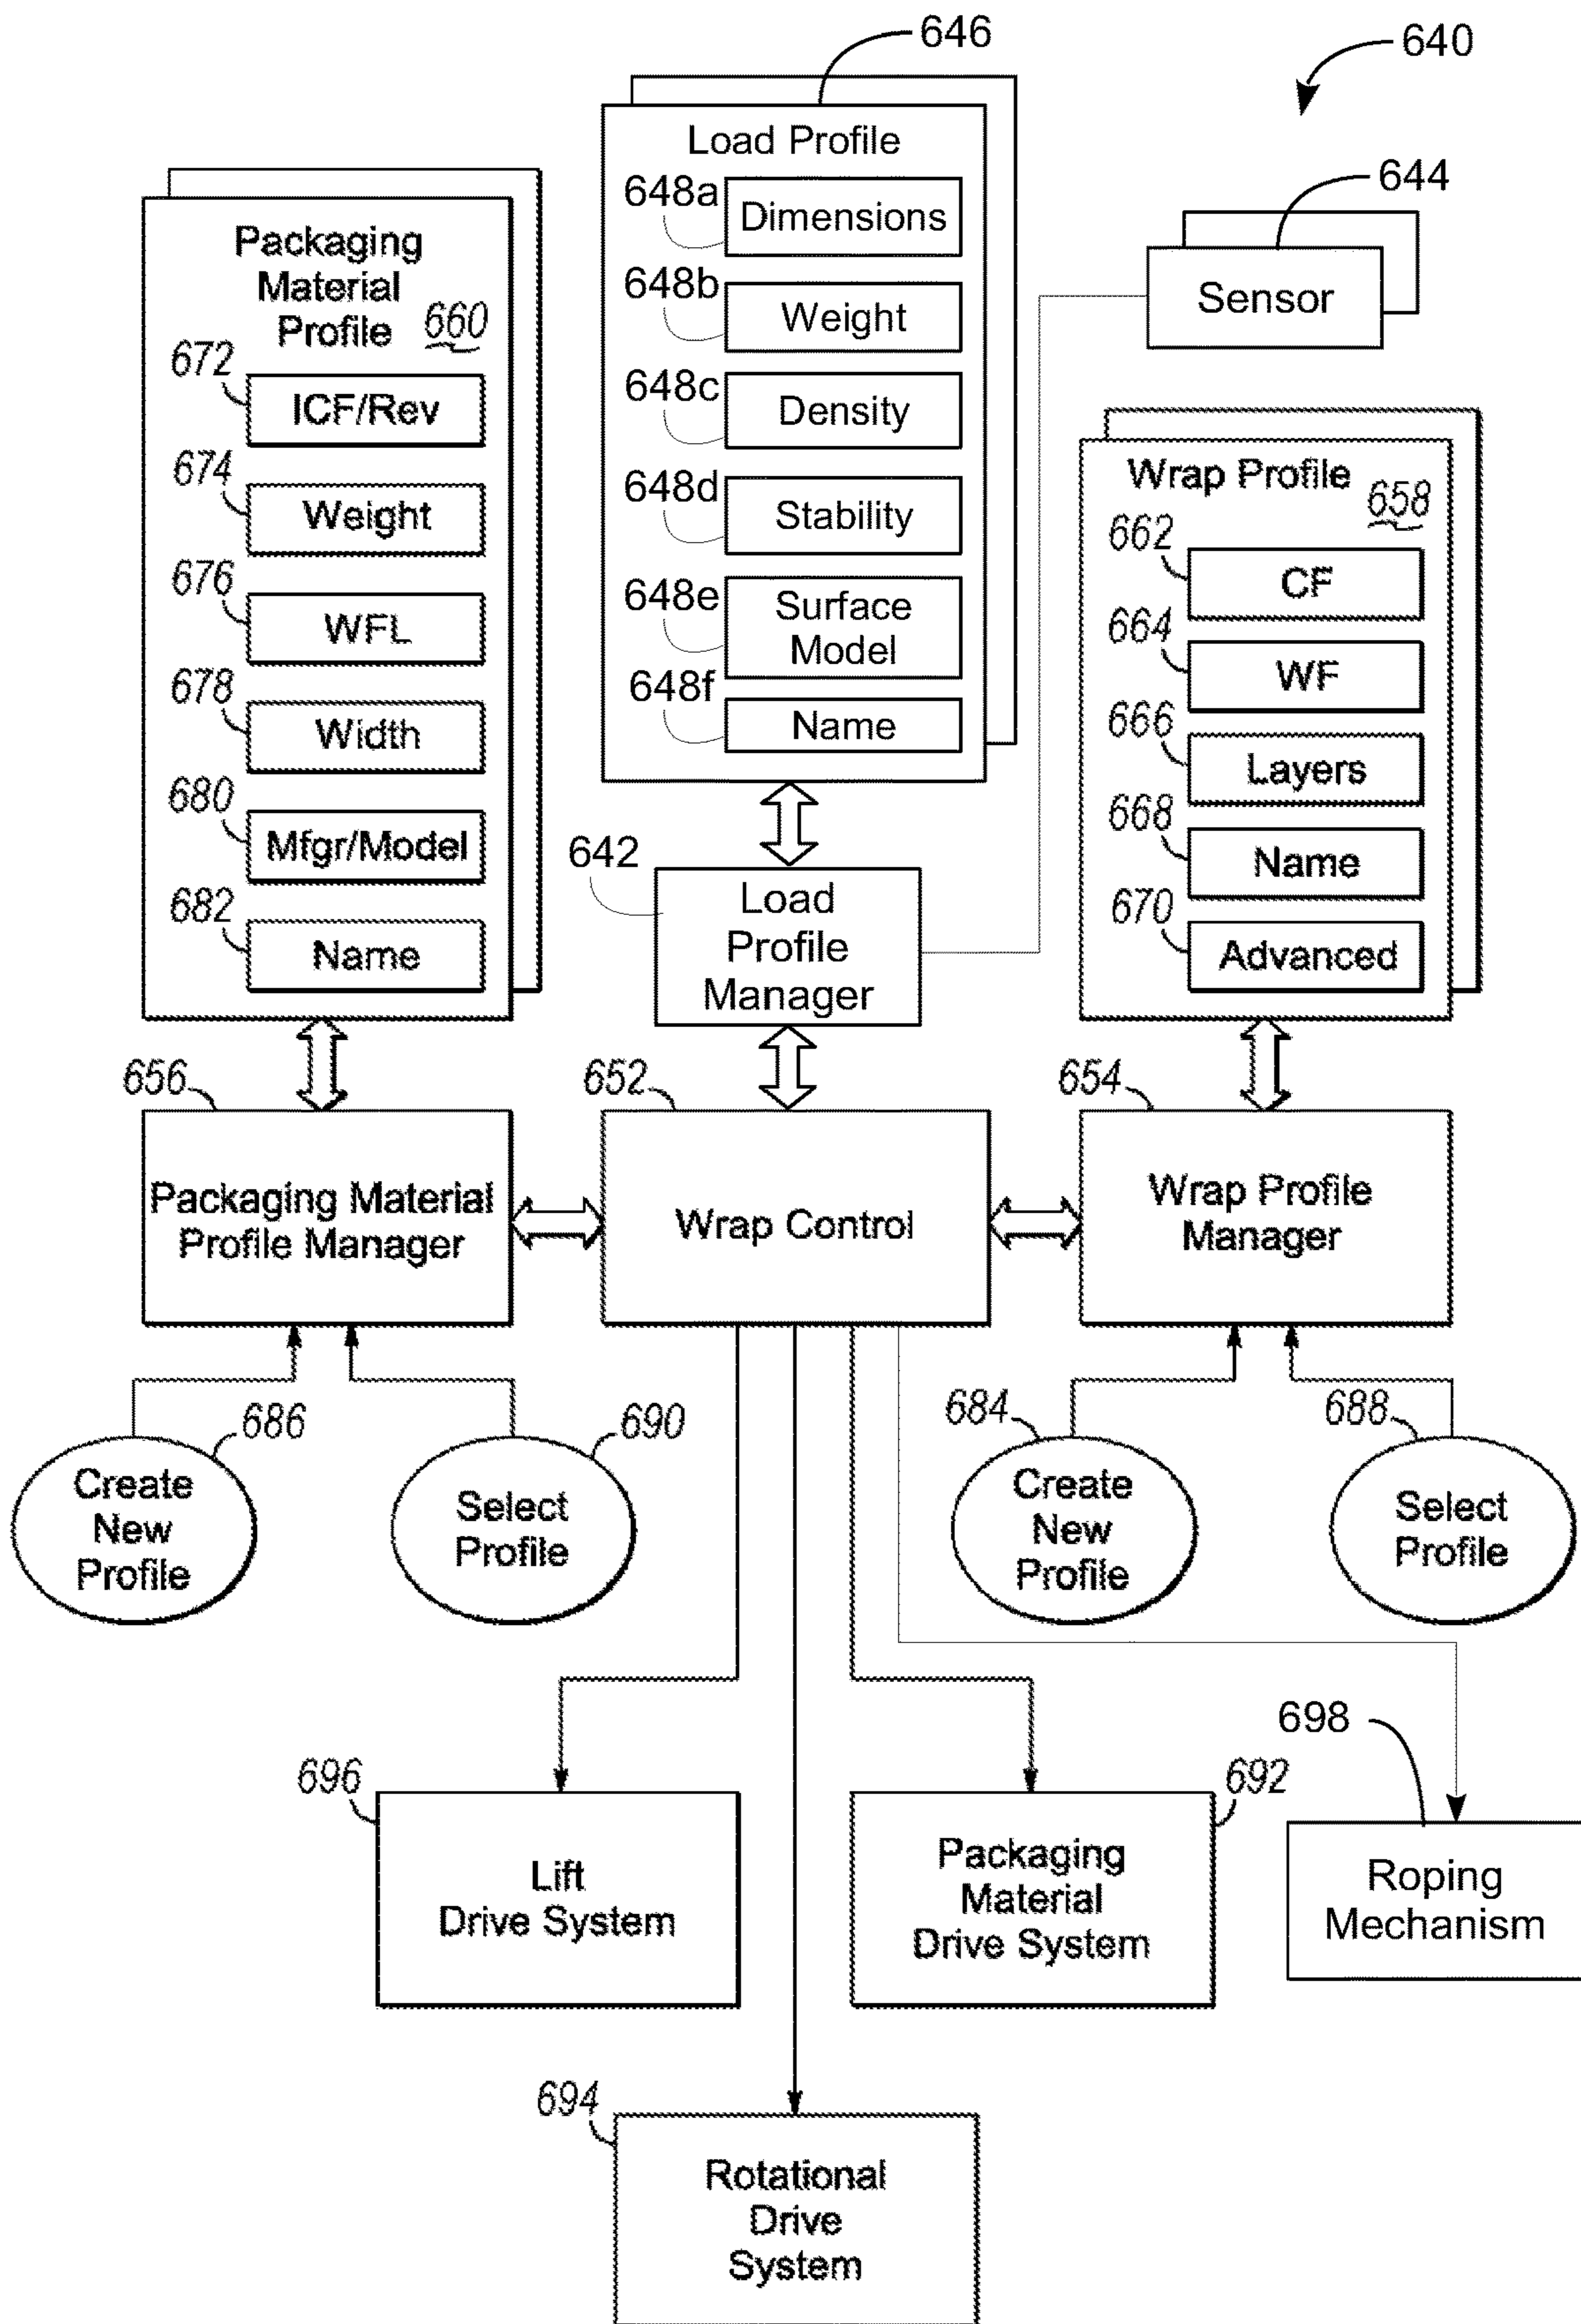 646
640
Load Profile
648a
Dimensions
648b
Weight
648c
Density
648d
Stability
648e
Surface
Model
648f
Name
644
Sensor
Packaging
Material
Profile
660
672
ICF/Rev
674
Weight
676
WFL
678
Width
680
Mfgr/Model
682
Name
Wrap Profile
658
662
CF
664
WF
666
Layers
668
Name
670
Advanced
642
Load
Profile
Manager
656
Packaging Material
Profile Manager
652
Wrap Control
654
Wrap Profile
Manager
686
Create
New
Profile
690
Select
Profile
684
Create
New
Profile
688
Select
Profile
696
Lift
Drive System
692
Packaging
Material
Drive System
698
Roping
Mechanism
694
Rotational
Drive
System